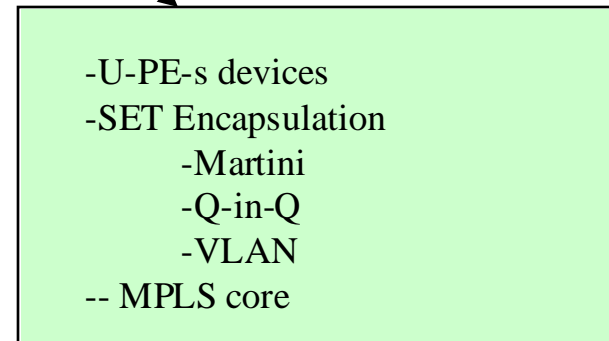 -U-PE-s devices
-SET Encapsulation
-Martini
-Q-in-Q
-VLAN
-- MPLS core